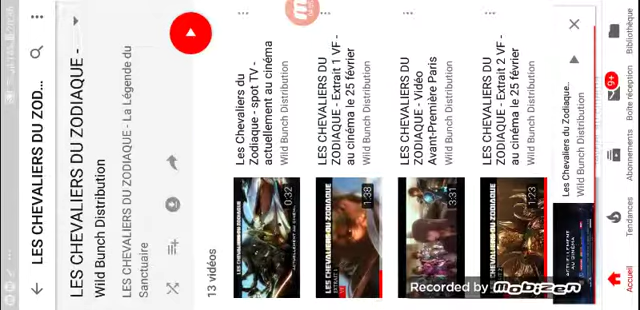 LES CHEVALIERS DU ZOD...
LES CHEVALIERS DU ZODIAQUE -
Wild Bunch Distribution
LES CHEVALIERS DU ZODIAQUE - La Légende du
Sanctuaire
13 vidéos
0:32
Les Chevaliers du
Zodiaque - spot TV -
actuellement au cinéma
Wild Bunch Distribution
1:38
LES CHEVALIERS DU
ZODIAQUE - Extrait 1 VF -
au cinéma le 25 février
Wild Bunch Distribution
3:31
LES CHEVALIERS DU
ZODIAQUE - Vidéo
Avant-Première Paris
Wild Bunch Distribution
1:23
LES CHEVALIERS DU
ZODIAQUE - Extrait 2 VF -
au cinéma le 25 février
Wild Bunch Distribution
ACTUELLEMENT
AU CINÉMA
Les Chevaliers du Zodiaque..
Wild Bunch Distribution
Accueil
Tendances
Abonnements
9+
Boîte réception
Bibliothèque
Recorded by
mobizen